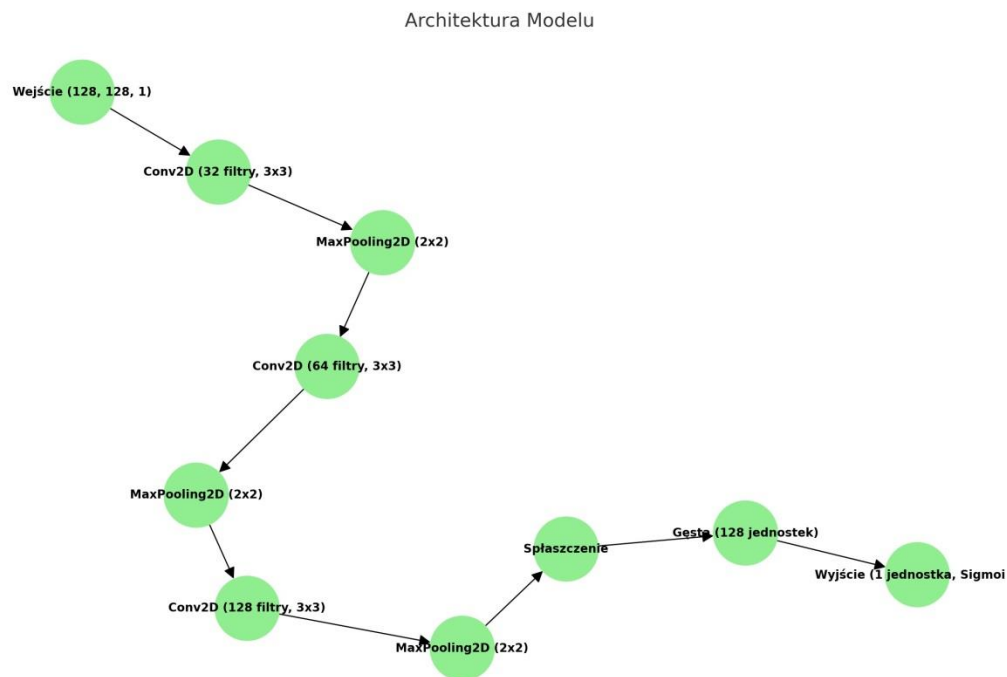 Architektura Modelu
Wejście (128, 128, 1)
Conv2D (32 filtry, 3x3)
MaxPooling2D (2x2)
Conv2D (64 filtry, 3x3)
MaxPooling2D (2x2)
Conv2D (128 filtry, 3x3)
MaxPooling2D (2x2)
Spłaszczenie
Gęsta (128 jednostek)
Wyjście (1 jednostka, Sigmoi